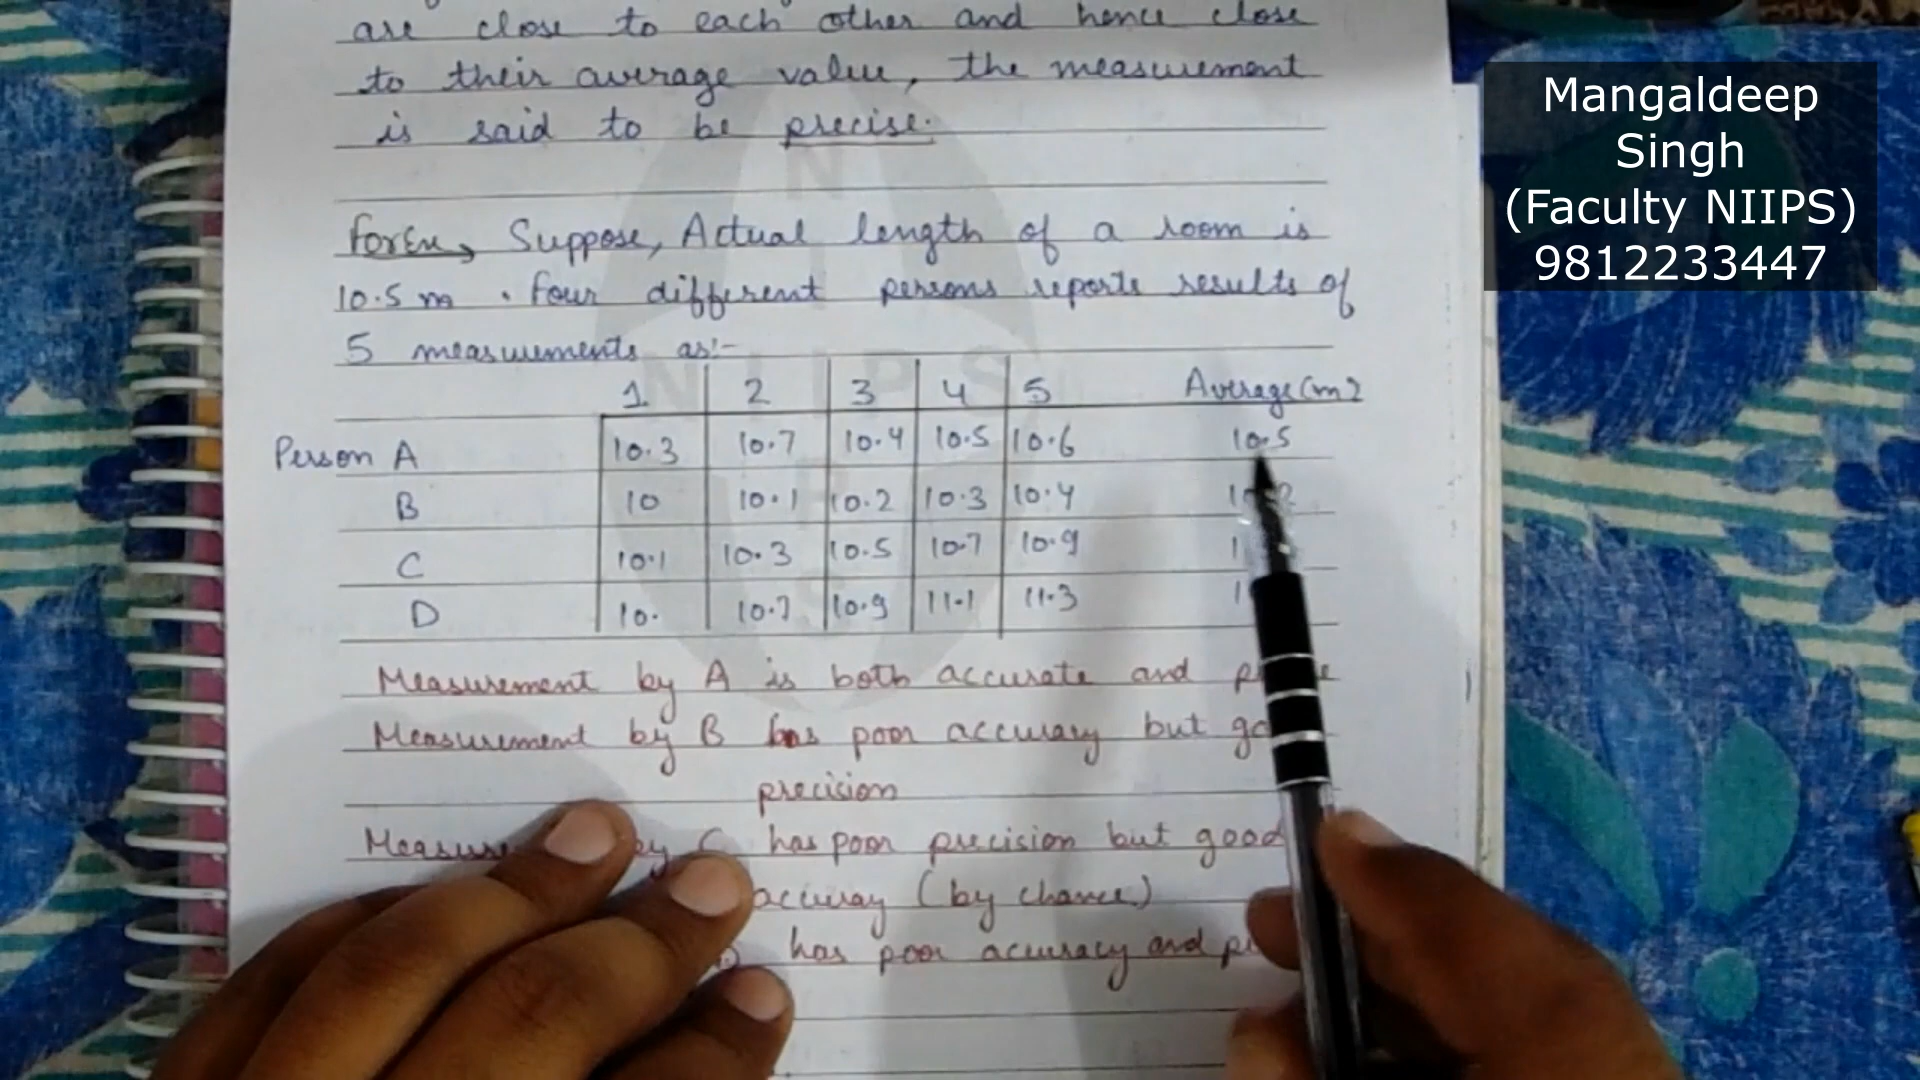 are close to each other and hence close
to their average value, the measurement
is said to be precise.
Suppose, Actual length of a room is
10.5 m . four different persons reports results of
5 measurements as:-
1 2 3 4 5 Average (m)
Person A 10.3 10.7 10.4 10.5 10.6 10.5
B 10 10.1 10.2 10.3 10.4
C 10.1 10.3 10.5 10.7 10.9
D 10. 10.7 10.9 11.1 11.3
Measurement by A is both accurate and
Measurement by B has poor accuracy but
precision
by C has poor precision but good
accuray (by chance)
has poor accuracy and
Mangaldeep
Singh
(Faculty NIIPS)
9812233447
NIIPS